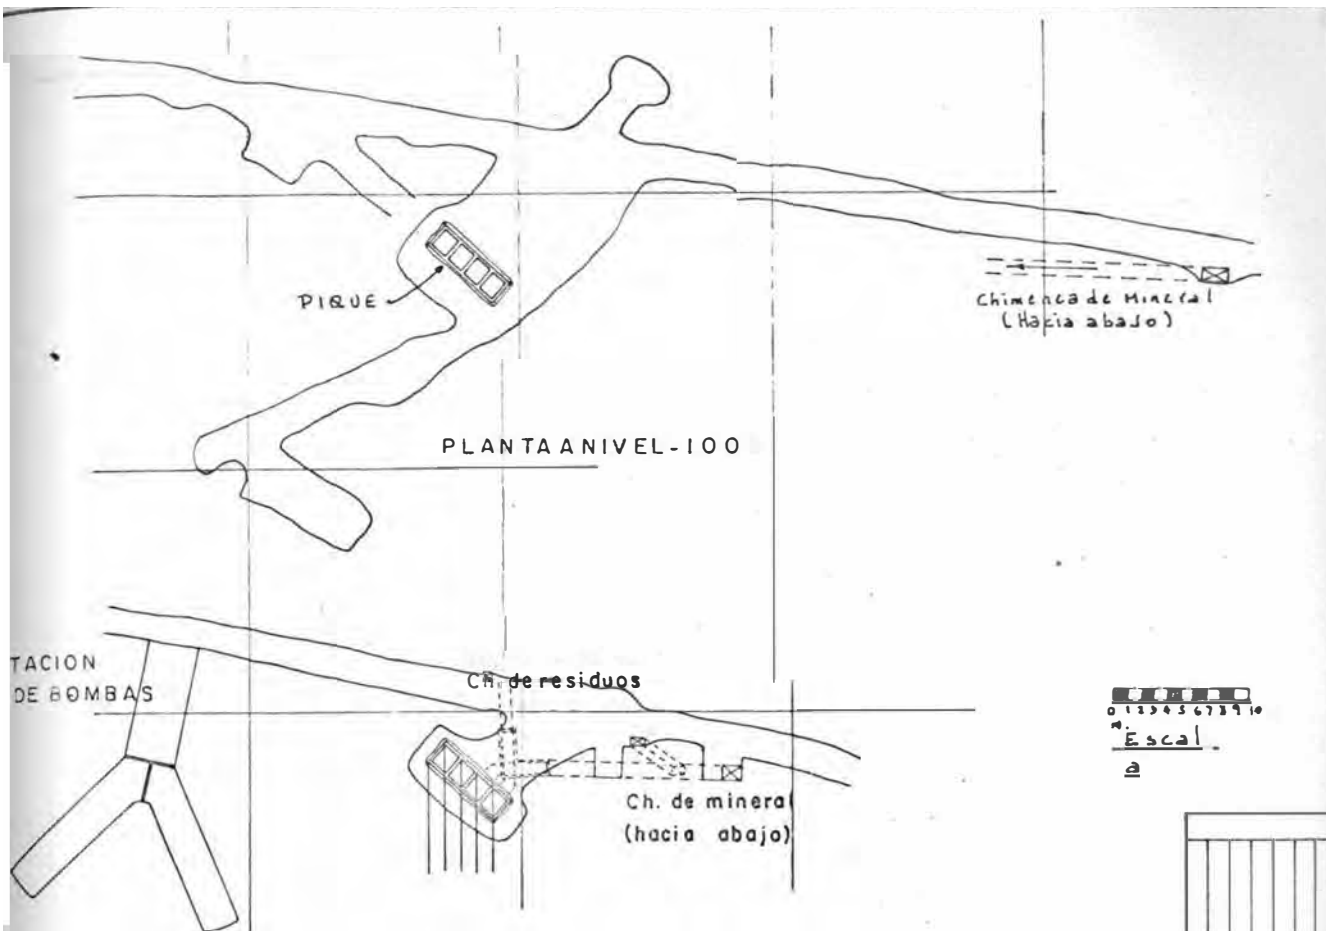 PIQUE
Chimenea de Mineral
(Hacia abajo)
PLANTA A NIVEL-100
TACION
DE BOMBAS
Ch. de residuos
Ch. de mineral
(hacia abajo)
0 1 2 3 4 5 6 7 8 9 10
m.
Escal
a